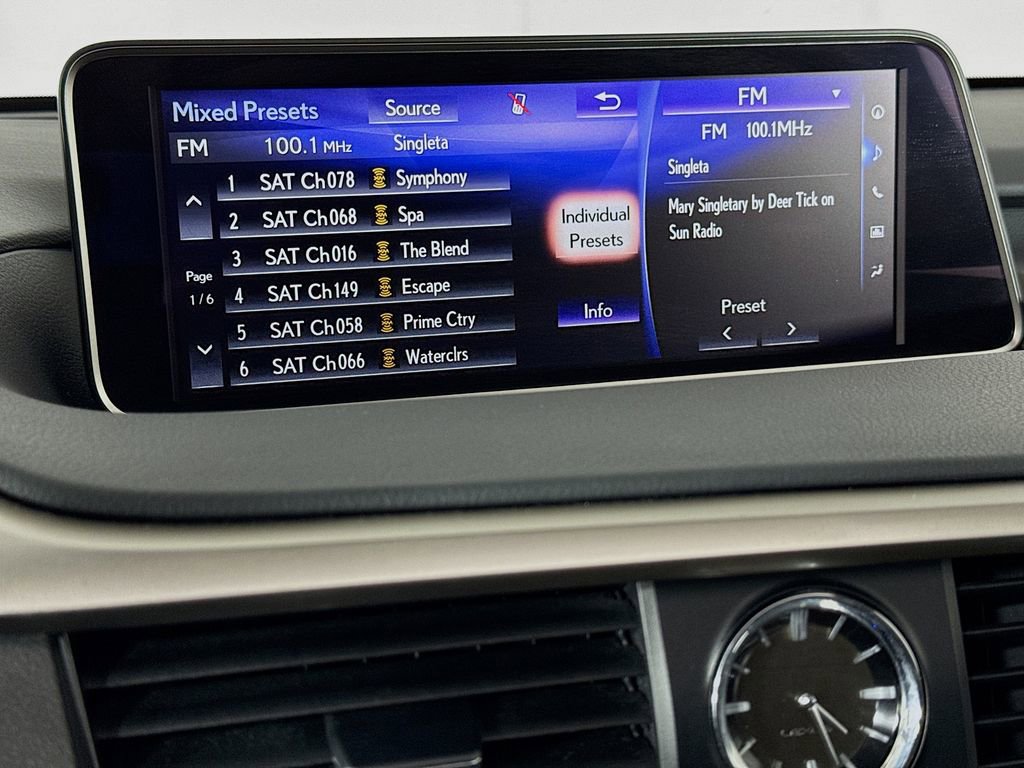 Mixed Presets
Source
FM 100.1 MHz Singleta
1 SAT Ch078 Symphony
2 SAT Ch068 Spa
3 SAT Ch016 The Blend
4 SAT Ch149 Escape
5 SAT Ch058 Prime Ctry
6 SAT Ch066 Waterclrs
Page
1/6
Individual
Presets
Info
FM
FM 100.1MHz
Singleta
Mary Singletary by Deer Tick on
Sun Radio
Preset
LEXUS